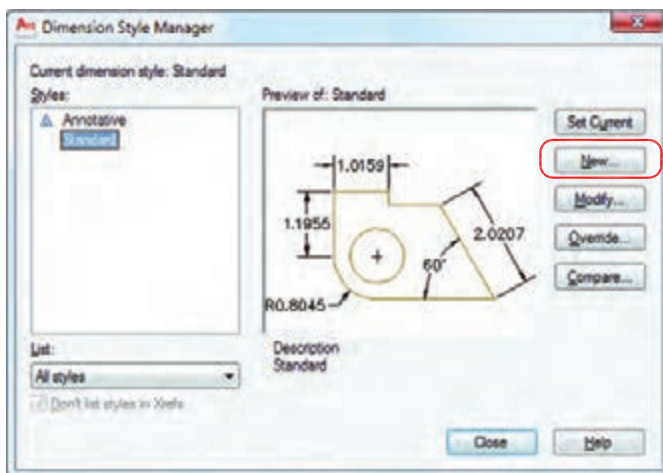 Dimension Style Manager
Current dimension style: Standard
Styles:
Annotative
Standard
Preview of: Standard
1.0159
1.1955
2.0207
60°
R0.8045
Set Current
New...
Modify...
Override...
Compare...
List:
All styles
Don't list styles in Xrefs
Description
Standard
Close
Help